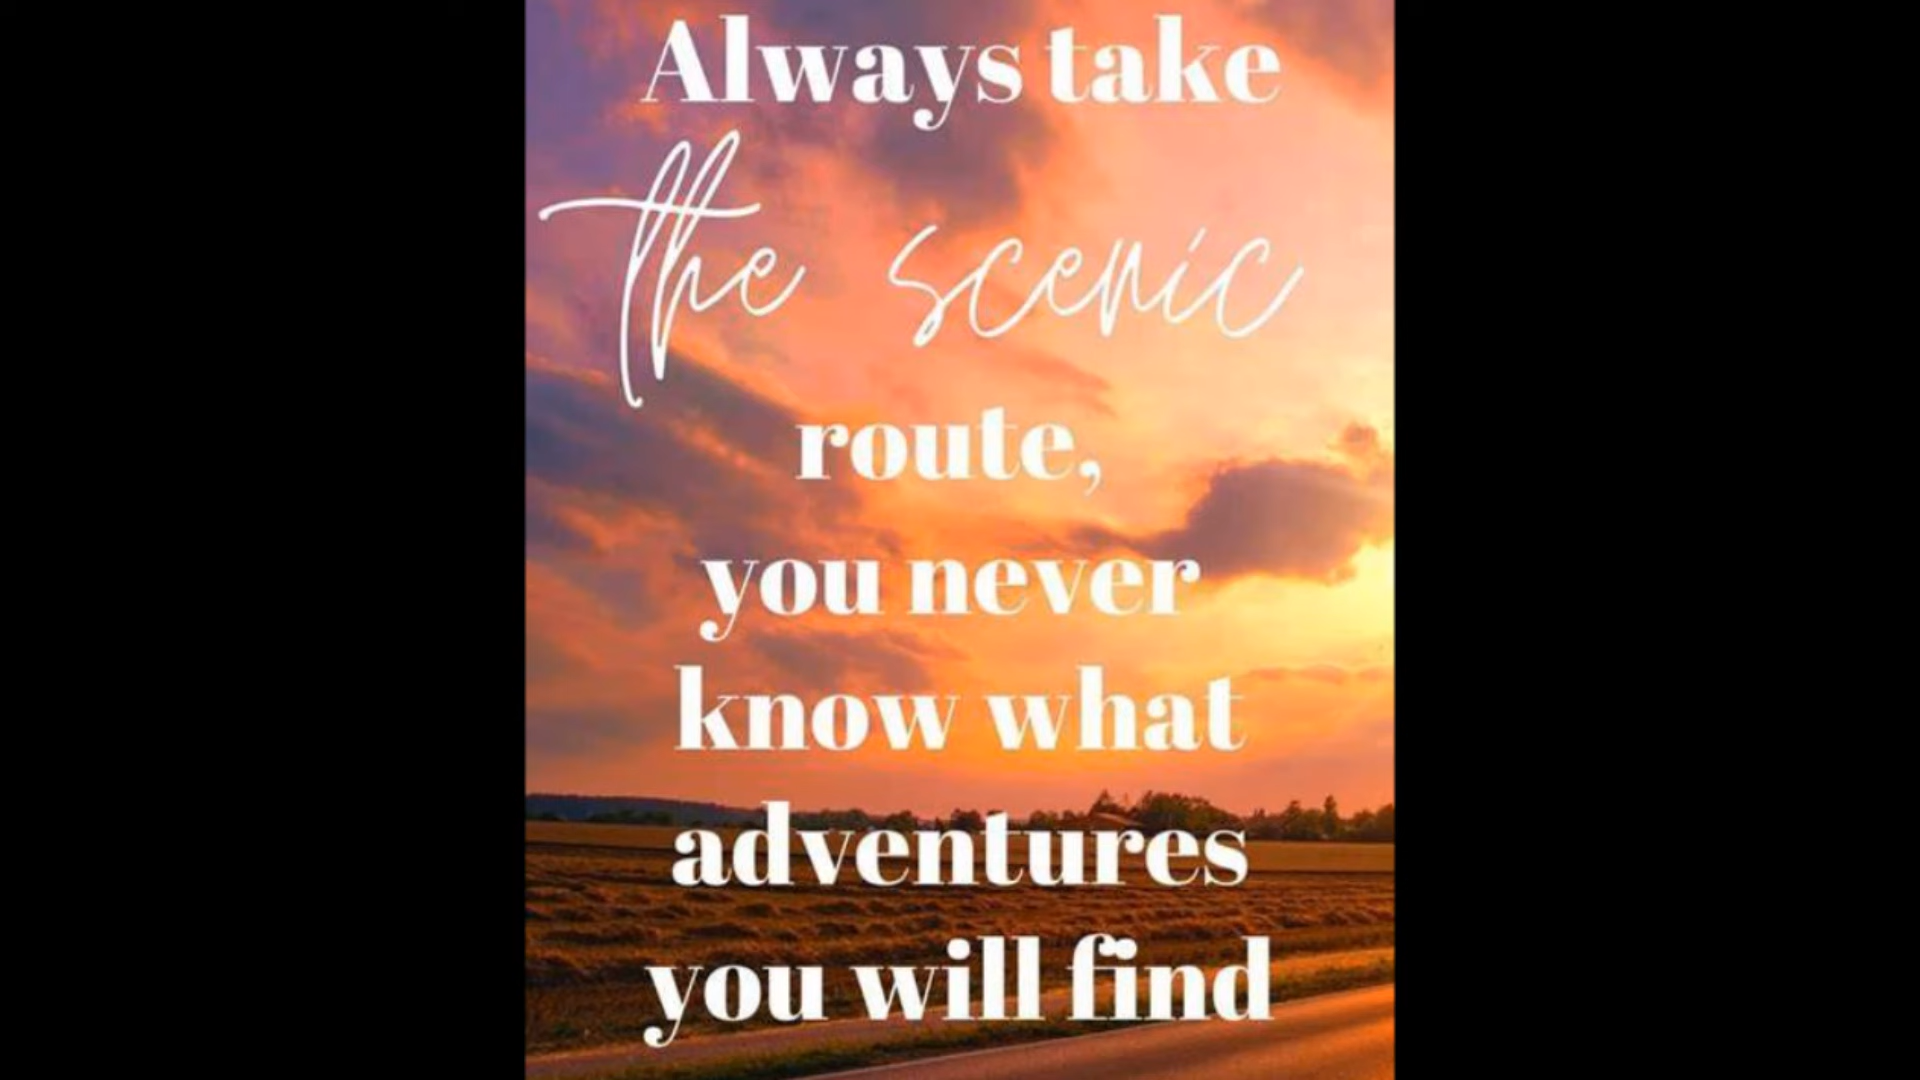 Always take
the scenic
route,
you never
know what
adventures
you will find